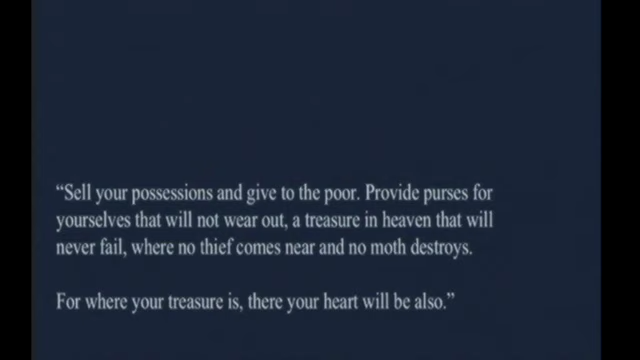 “Sell your possessions and give to the poor. Provide purses for
yourselves that will not wear out, a treasure in heaven that will
never fail, where no thief comes near and no moth destroys.
For where your treasure is, there your heart will be also.”